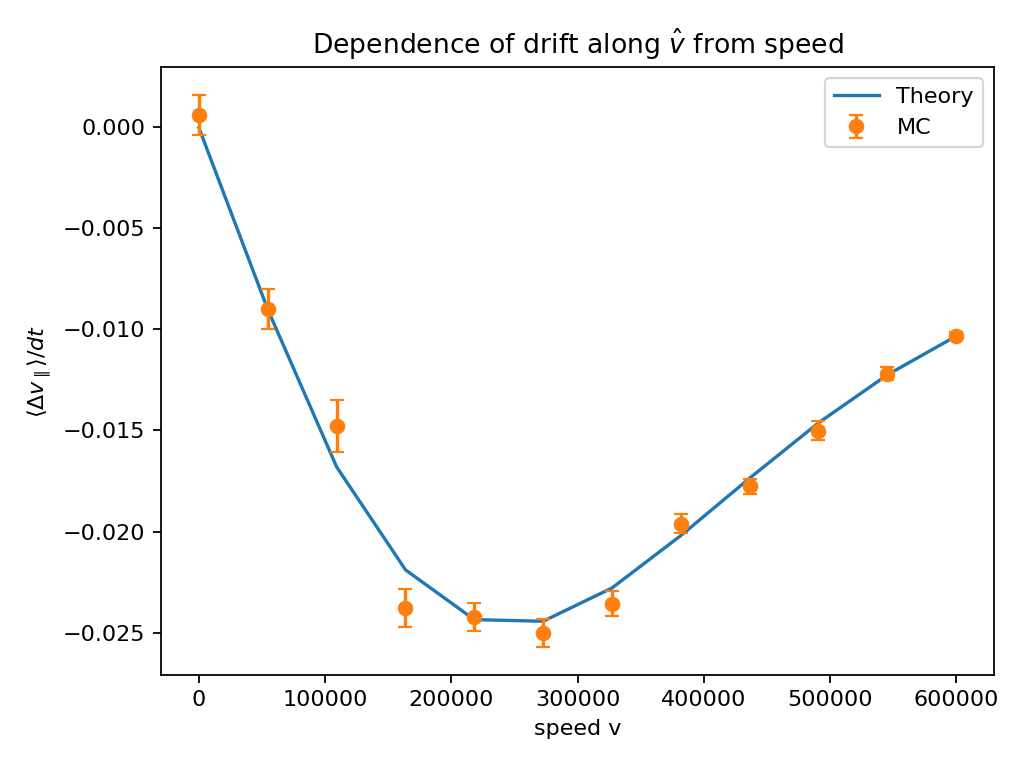 Dependence of drift along v̂ from speed
Theory
MC
⟨Δv∥⟩/dt
0.000
−0.005
−0.010
−0.015
−0.020
−0.025
0 100000 200000 300000 400000 500000 600000
speed v